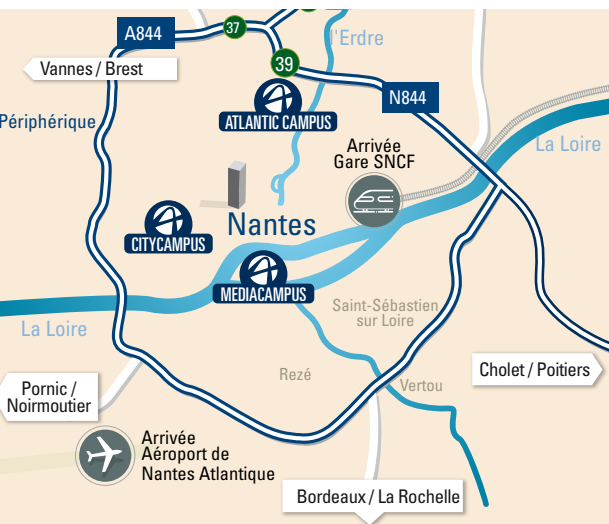 A844
37
l'Erdre
39
Vannes / Brest
N844
ATLANTIC CAMPUS
Périphérique
Arrivée
Gare SNCF
La Loire
Nantes
CITYCAMPUS
MEDIACAMPUS
Saint-Sébastien
sur Loire
La Loire
Rezé
Cholet / Poitiers
Vertou
Pornic /
Noirmoutier
Arrivée
Aéroport de
Nantes Atlantique
Bordeaux / La Rochelle